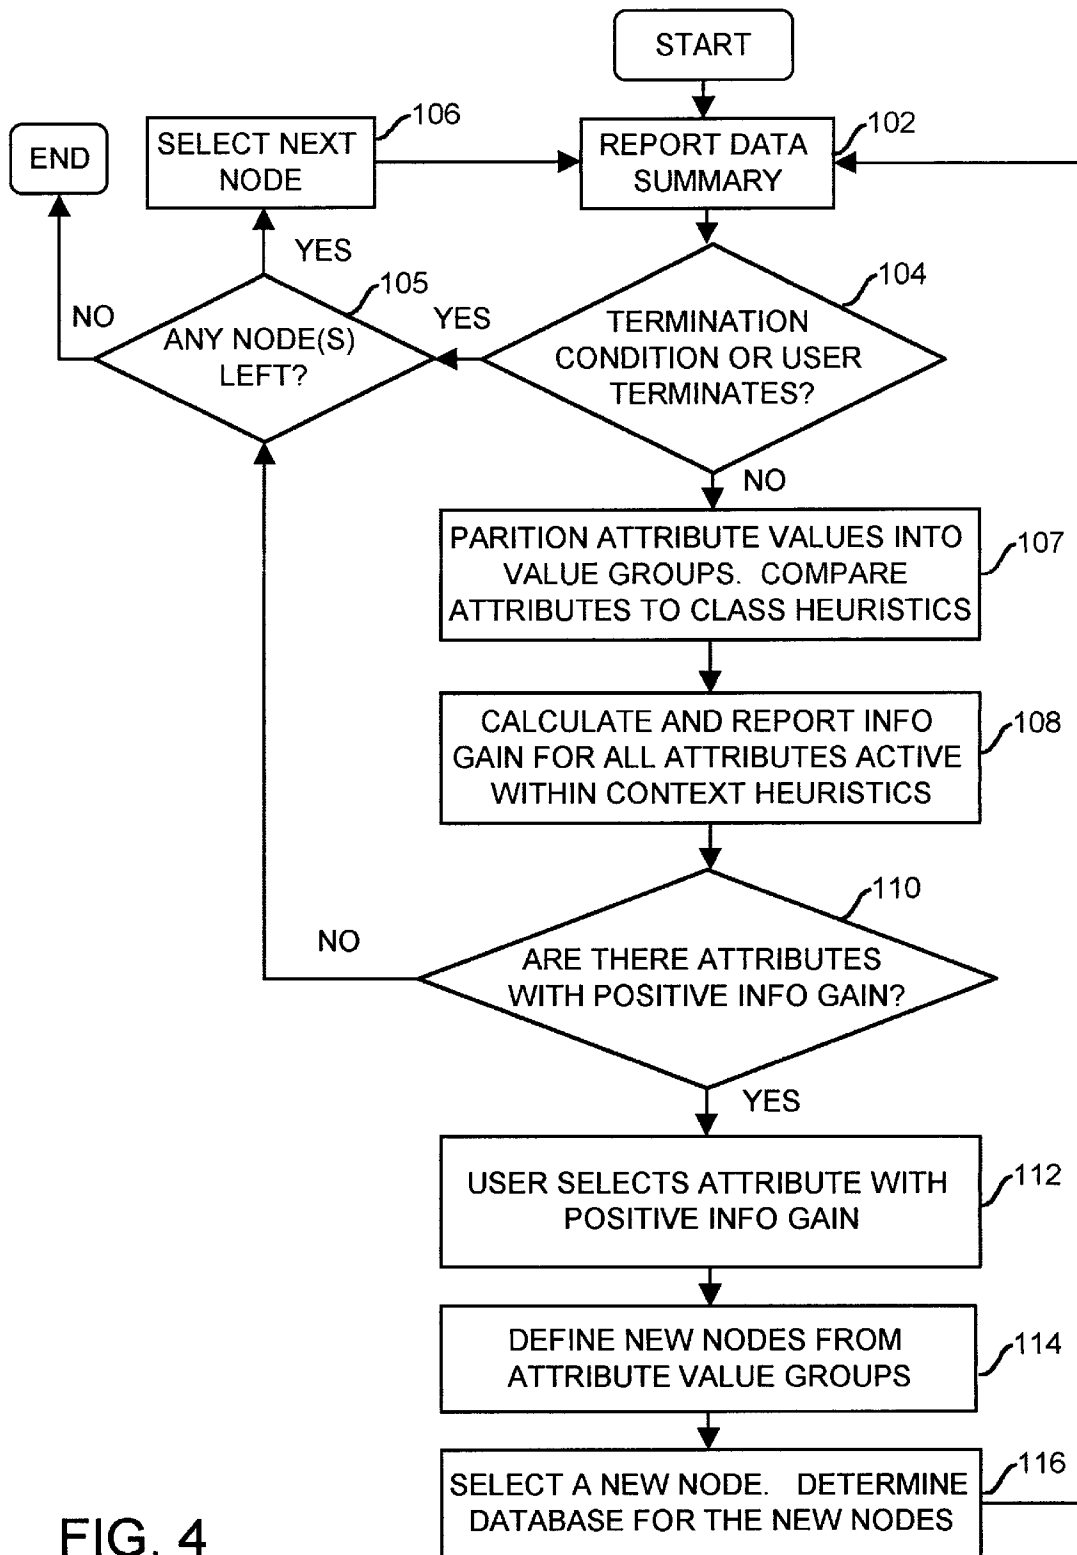 START
106
SELECT NEXT
NODE
END
102
REPORT DATA
SUMMARY
YES
105
NO
ANY NODE(S)
LEFT?
YES
104
TERMINATION
CONDITION OR USER
TERMINATES?
NO
PARITION ATTRIBUTE VALUES INTO
VALUE GROUPS. COMPARE
ATTRIBUTES TO CLASS HEURISTICS
107
CALCULATE AND REPORT INFO
GAIN FOR ALL ATTRIBUTES ACTIVE
WITHIN CONTEXT HEURISTICS
108
110
NO
ARE THERE ATTRIBUTES
WITH POSITIVE INFO GAIN?
YES
USER SELECTS ATTRIBUTE WITH
POSITIVE INFO GAIN
112
DEFINE NEW NODES FROM
ATTRIBUTE VALUE GROUPS
114
SELECT A NEW NODE. DETERMINE
DATABASE FOR THE NEW NODES
116
FIG. 4